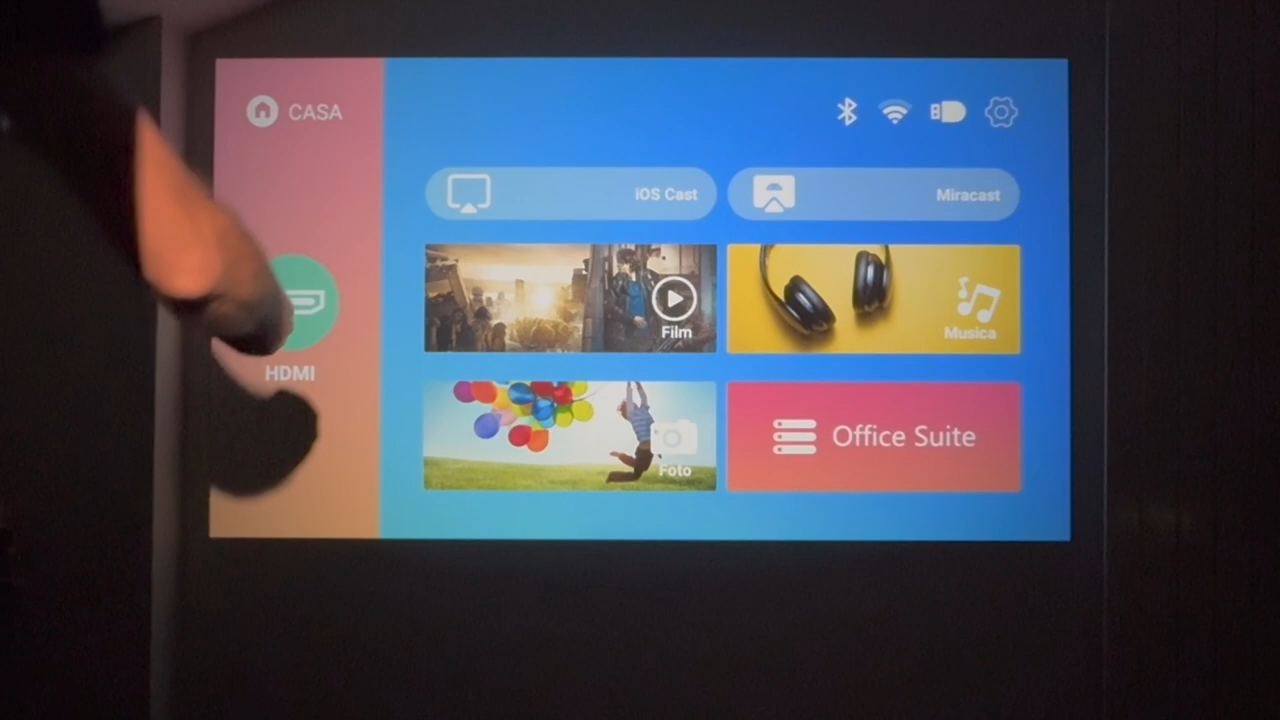 CASA
iOS Cast
Miracast
HDMI
Film
Musica
Foto
Office Suite